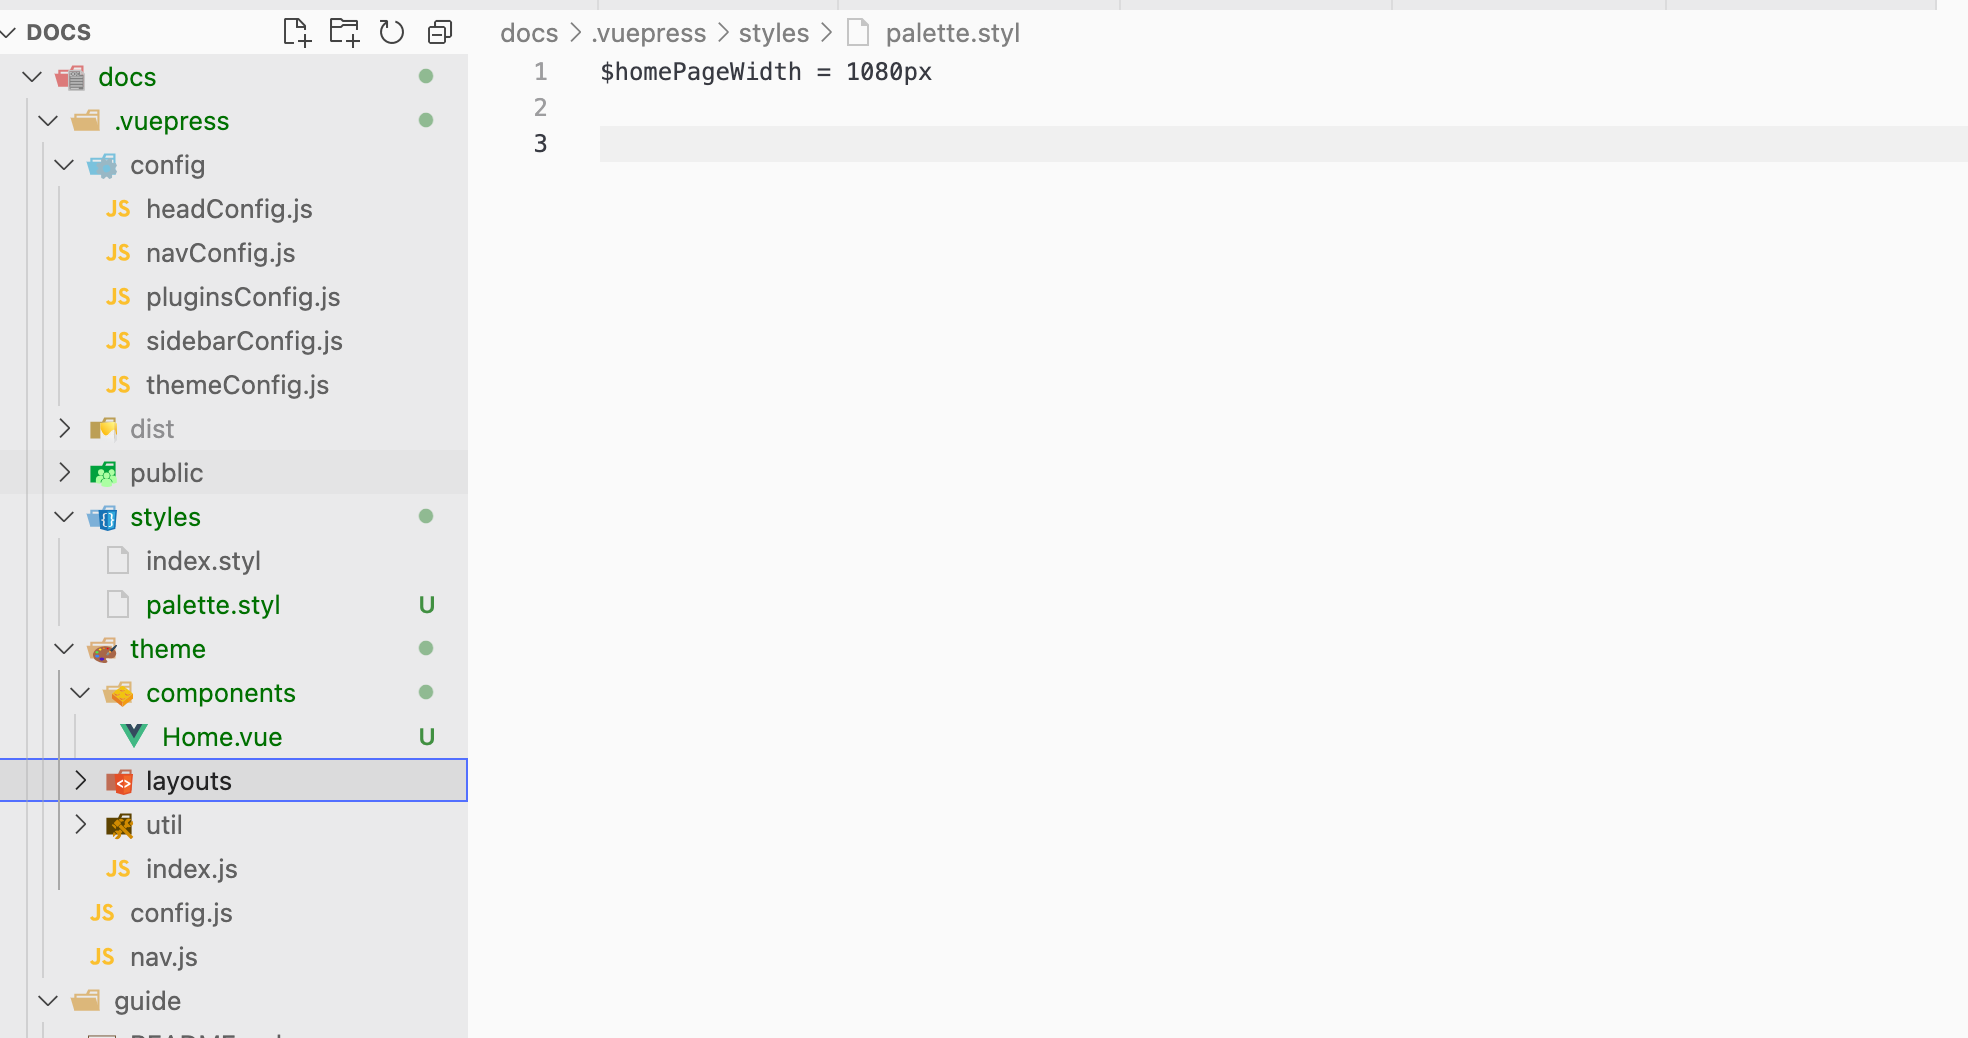 DOCS
docs
.vuepress
config
JS headConfig.js
JS navConfig.js
JS pluginsConfig.js
JS sidebarConfig.js
JS themeConfig.js
dist
public
styles
index.styl
palette.styl U
theme
components
Home.vue U
layouts
util
JS index.js
JS config.js
JS nav.js
guide
docs > .vuepress > styles > palette.styl
1 $homePageWidth = 1080px
2
3